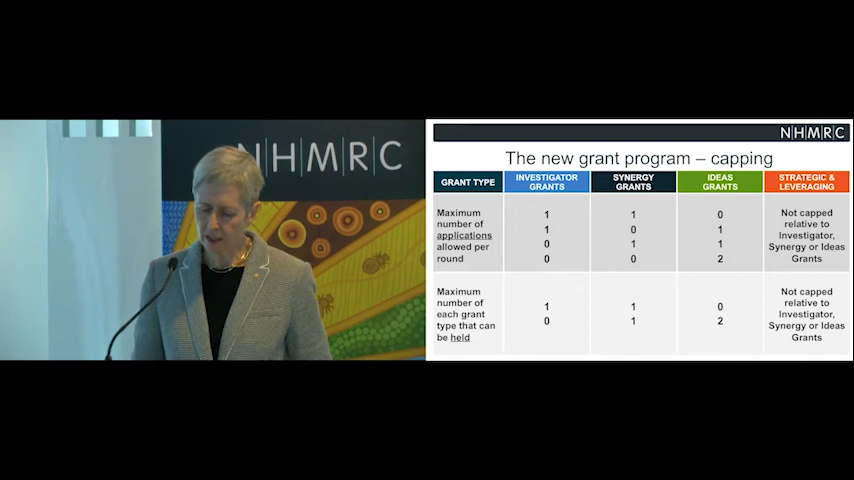 N|H|M|R|C
N|H|M|R|C
The new grant program – capping
GRANT TYPE
INVESTIGATOR
GRANTS
SYNERGY
GRANTS
IDEAS
GRANTS
STRATEGIC &
LEVERAGING
Maximum
number of
applications
allowed per
round
1 1 0
1 0 1
0 1 1
0 0 2
Not capped
relative to
Investigator,
Synergy or Ideas
Grants
Maximum
number of
each grant
type that can
be held
1 1 0
0 1 2
Not capped
relative to
Investigator,
Synergy or Ideas
Grants